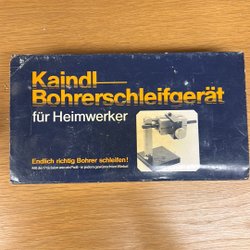 Kaindl
Bohrerschleifgerät
für Heimwerker
Endlich richtig Bohrer schleifen!